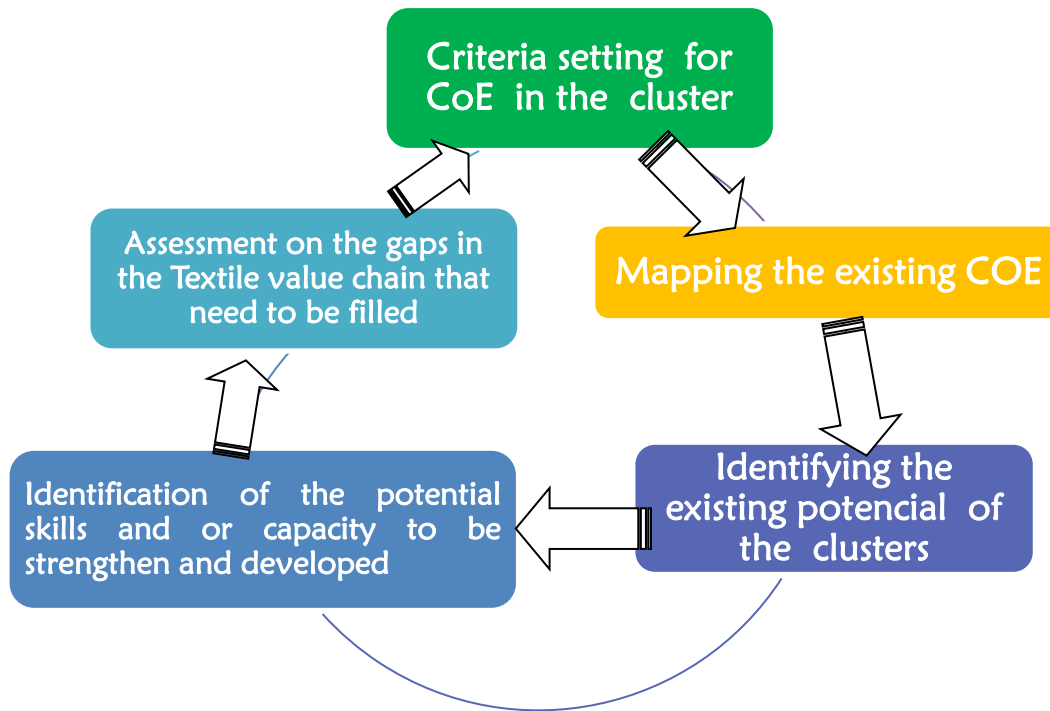 Criteria setting for
CoE in the cluster
Assessment on the gaps in
the Textile value chain that
need to be filled
Mapping the existing COE
Identifying the
existing potencial of
the clusters
Identification of the potential
skills and or capacity to be
strengthen and developed